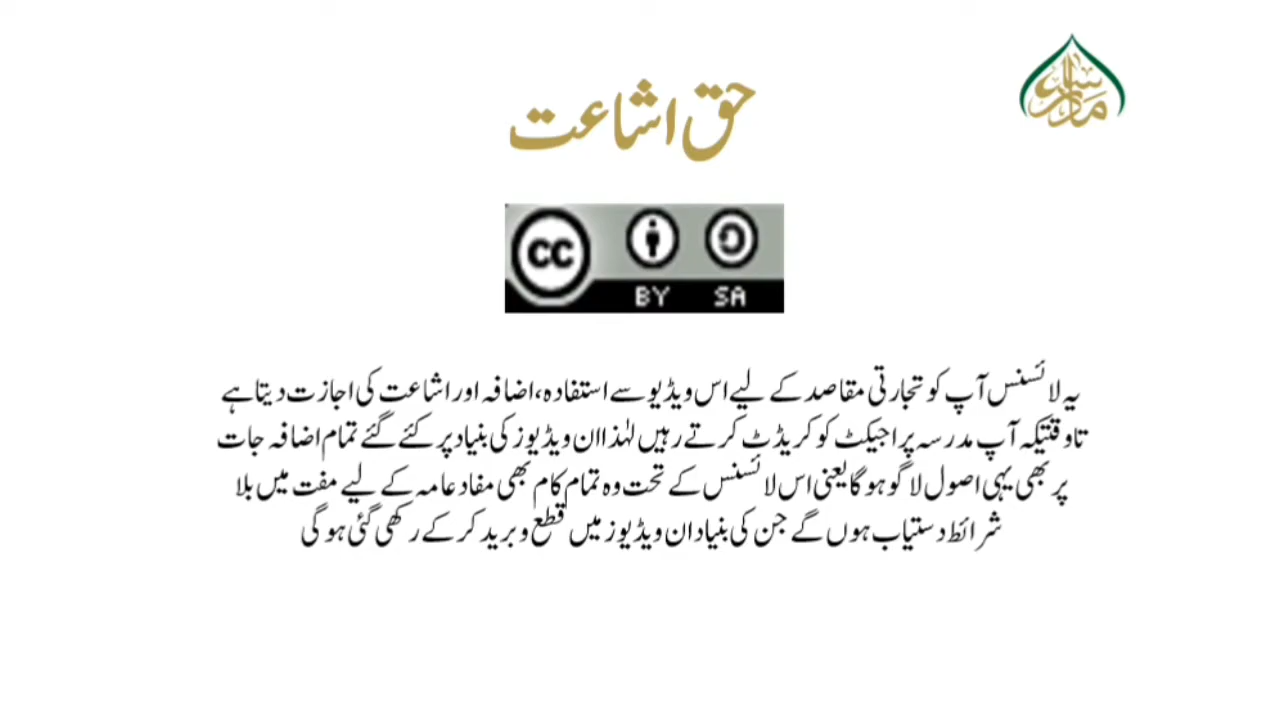 حق اشاعت
مدرسہ
CC
BY SA
یہ لائسنس آپ کو تجارتی مقاصد کے لیے اس ویڈیو سے استفادہ، اضافہ اور اشاعت کی اجازت دیتا ہے
تاوقتیکہ آپ مدرسہ پراجیکٹ کو کریڈٹ کرتے رہیں لہٰذا ان ویڈیوز کی بنیاد پر کئے گئے تمام اضافہ جات
پر بھی یہی اصول لاگو ہوگا یعنی اس لائسنس کے تحت وہ تمام کام بھی مفاد عامہ کے لیے مفت میں بلا
شرائط دستیاب ہوں گے جن کی بنیاد ان ویڈیوز میں قطع و برید کر کے رکھی گئی ہو گی